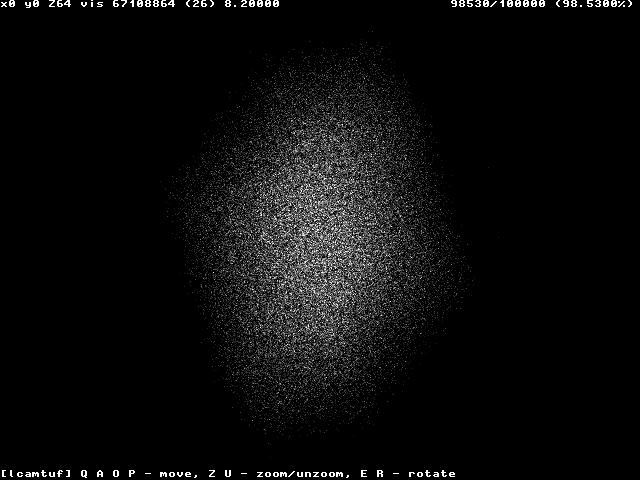 x0 y0 Z64 vis 67108864 (26) 8.20000
98530/100000 (98.5300%)
[lcamtuf] Q A O P - move, Z U - zoom/unzoom, E R - rotate